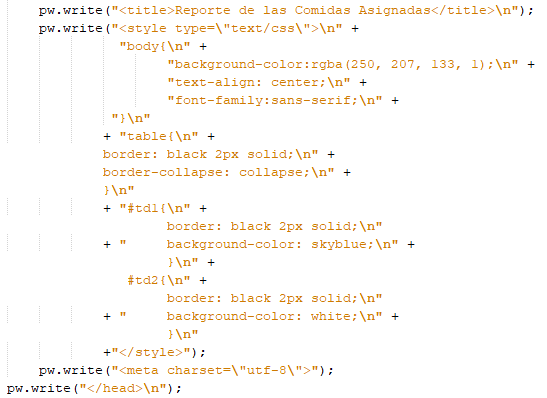 pw.write("<title>Reporte de las Comidas Asignadas</title>\n");
pw.write("<style type=\"text/css\">\n" +
"body{\n" +
"background-color:rgba(250, 207, 133, 1);\n" +
"text-align: center;\n" +
"font-family:sans-serif;\n" +
"}\n"
+ "table{\n" +
border: black 2px solid;\n" +
border-collapse: collapse;\n" +
}\n"
+ "#td1{\n" +
border: black 2px solid;\n"
+ " background-color: skyblue;\n" +
}\n" +
#td2{\n" +
border: black 2px solid;\n"
+ " background-color: white;\n" +
}\n"
+"</style>");
pw.write("<meta charset=\"utf-8\">");
pw.write("</head>\n");